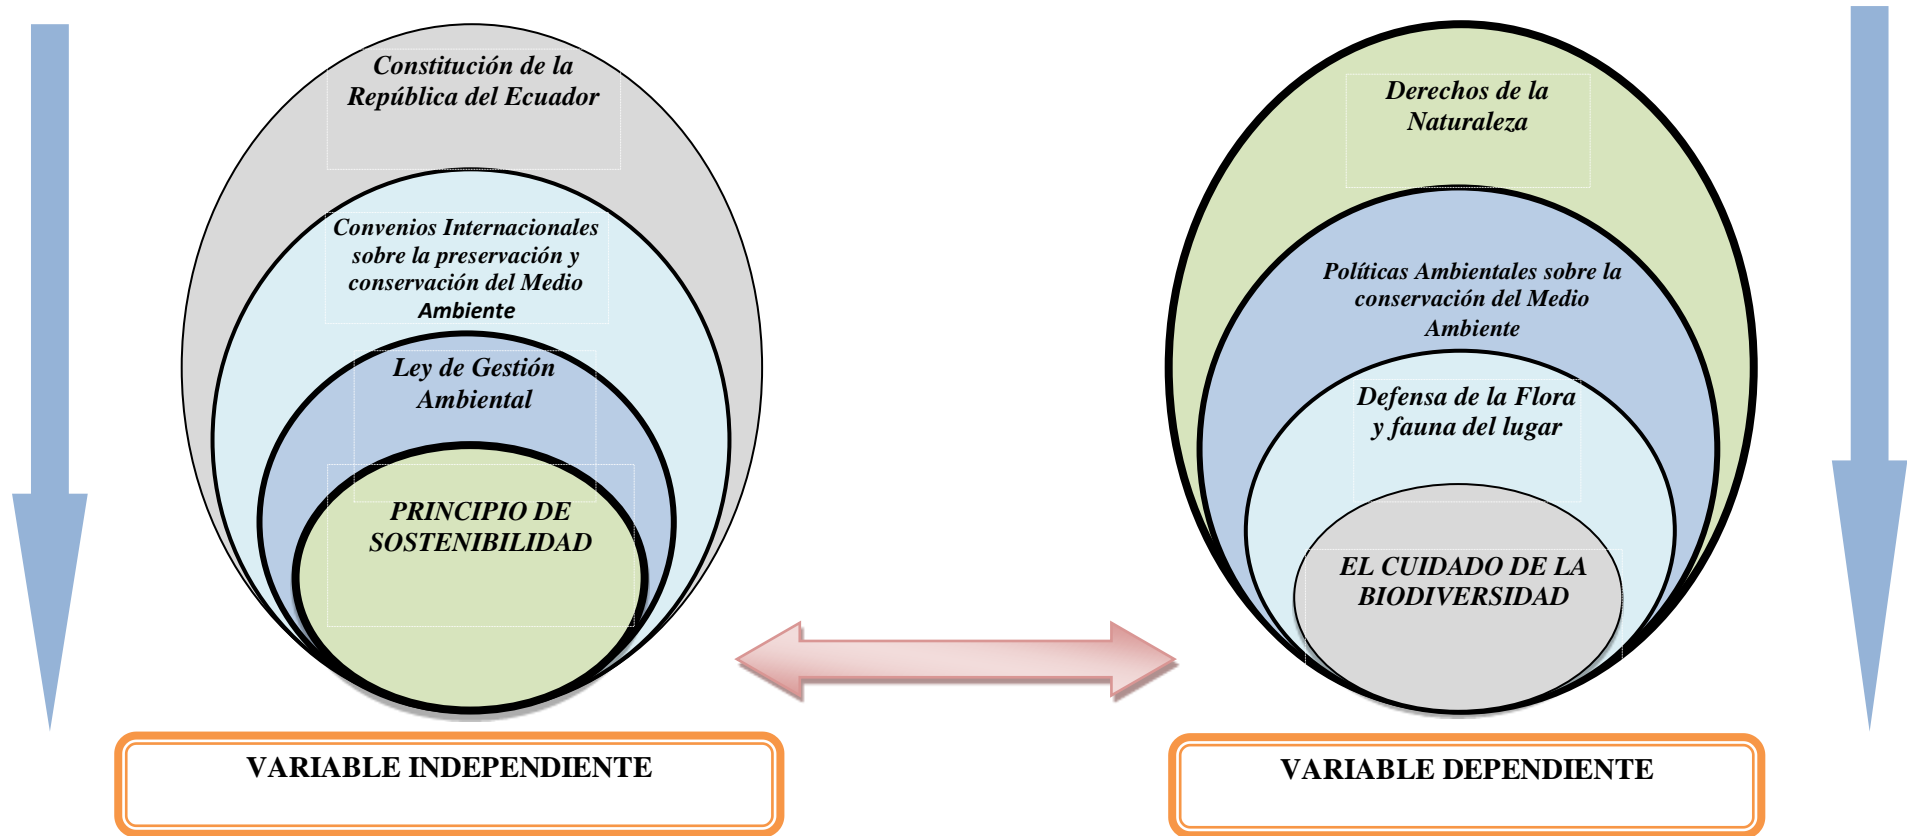 Constitución de la
República del Ecuador
Convenios Internacionales
sobre la preservación y
conservación del Medio
Ambiente
Ley de Gestión
Ambiental
PRINCIPIO DE
SOSTENIBILIDAD
VARIABLE INDEPENDIENTE
Derechos de la
Naturaleza
Políticas Ambientales sobre la
conservación del Medio
Ambiente
Defensa de la Flora
y fauna del lugar
EL CUIDADO DE LA
BIODIVERSIDAD
VARIABLE DEPENDIENTE